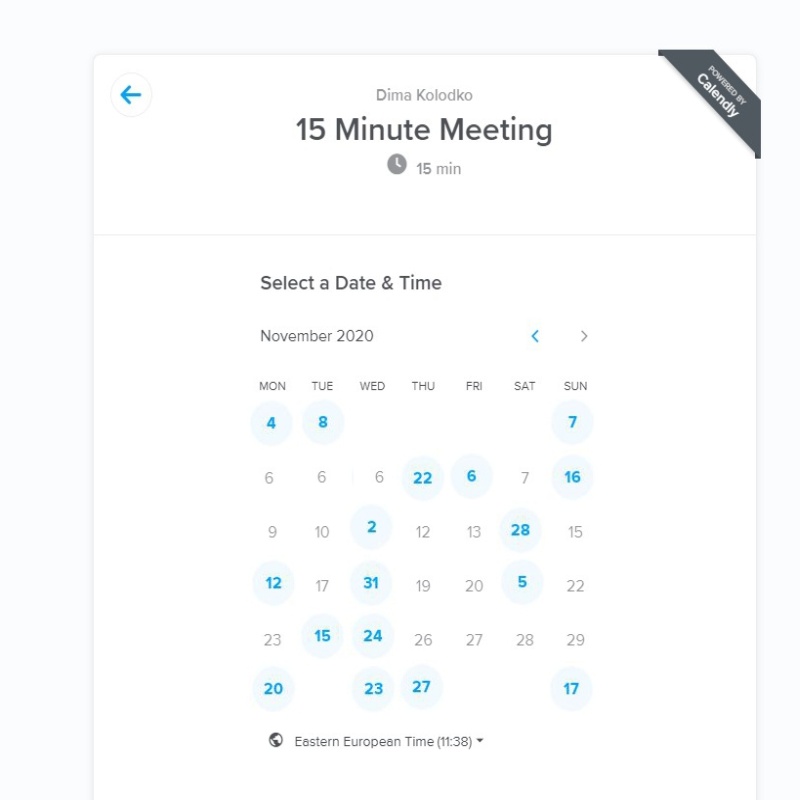 POWERED BY
Calendly
Dima Kolodko
15 Minute Meeting
15 min
Select a Date & Time
November 2020
MON TUE WED THU FRI SAT SUN
4 8 7
6 6 6 22 6 7 16
9 10 2 12 13 28 15
12 17 31 19 20 5 22
23 15 24 26 27 28 29
20 23 27 17
Eastern European Time (11:38)